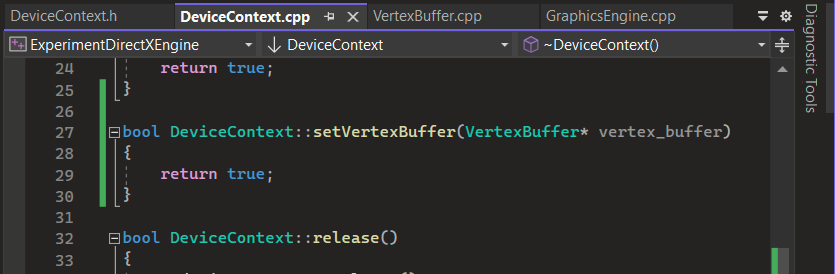 DeviceContext.h DeviceContext.cpp VertexBuffer.cpp GraphicsEngine.cpp
ExperimentDirectXEngine DeviceContext ~DeviceContext()
Diagnostic Tools
24 return true;
25 }
26
27 bool DeviceContext::setVertexBuffer(VertexBuffer* vertex_buffer)
28 {
29 return true;
30 }
31
32 bool DeviceContext::release()
33 {